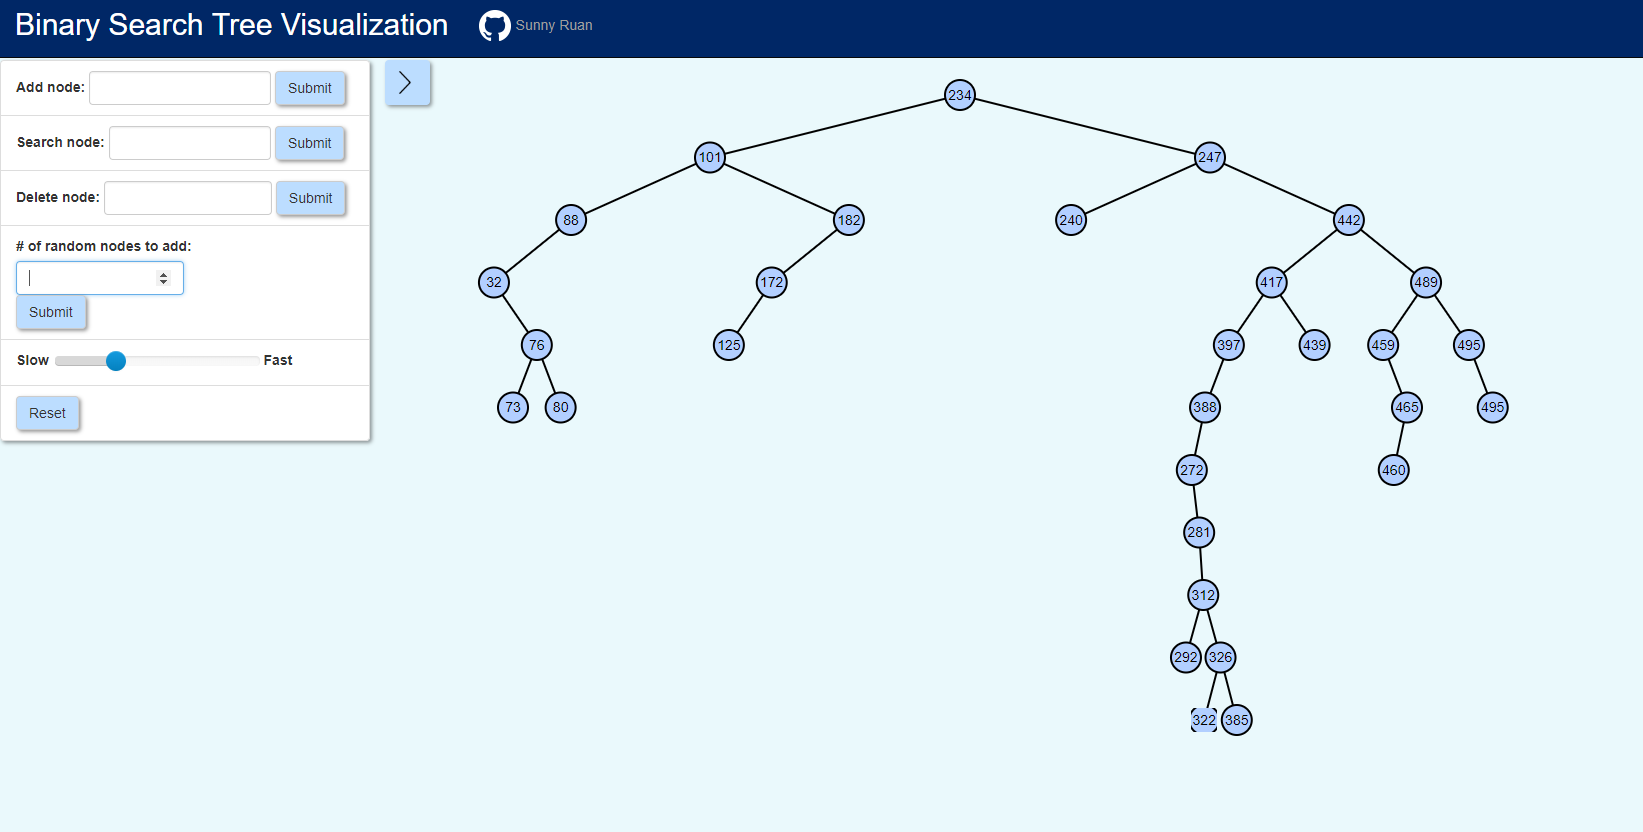 Binary Search Tree Visualization
Sunny Ruan
Add node:
Submit
Search node:
Submit
Delete node:
Submit
# of random nodes to add:
Submit
Slow
Fast
Reset
234
101
247
88
182
240
442
32
172
417
489
76
125
397
439
459
495
73
80
388
465
495
272
460
281
312
292
326
322
385